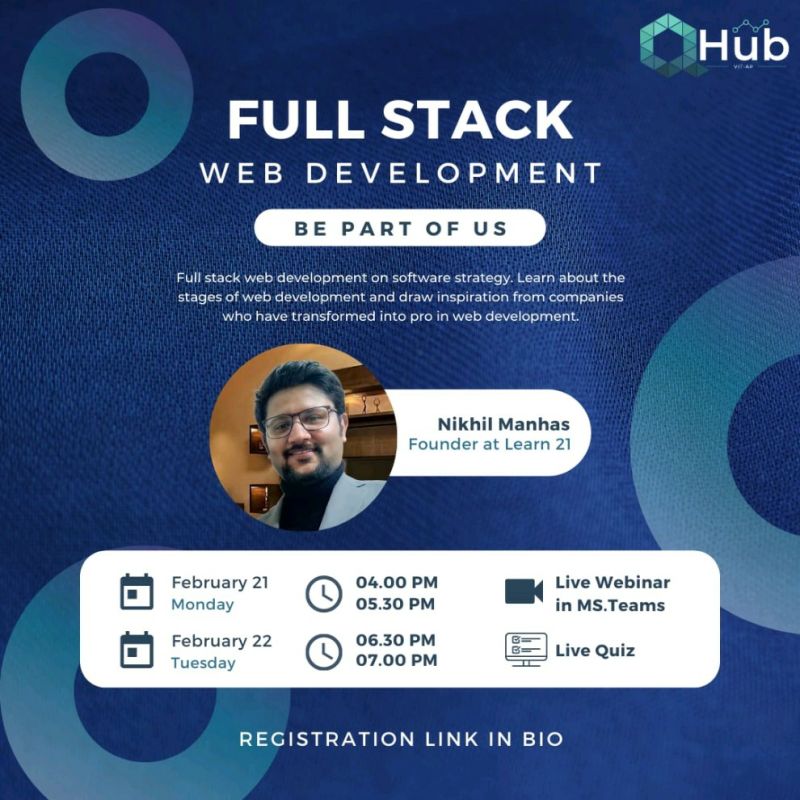 Hub
VIT-AP
FULL STACK
WEB DEVELOPMENT
BE PART OF US
Full stack web development on software strategy. Learn about the
stages of web development and draw inspiration from companies
who have transformed into pro in web development.
Nikhil Manhas
Founder at Learn 21
February 21
Monday
04.00 PM
05.30 PM
Live Webinar
in MS.Teams
February 22
Tuesday
06.30 PM
07.00 PM
Live Quiz
REGISTRATION LINK IN BIO